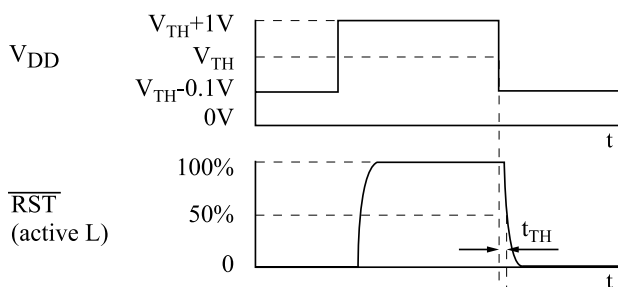 V_TH+1V
V_DD
V_TH
V_TH-0.1V
0V
t
100%
RST
50%
(active L)
t_TH
0
t